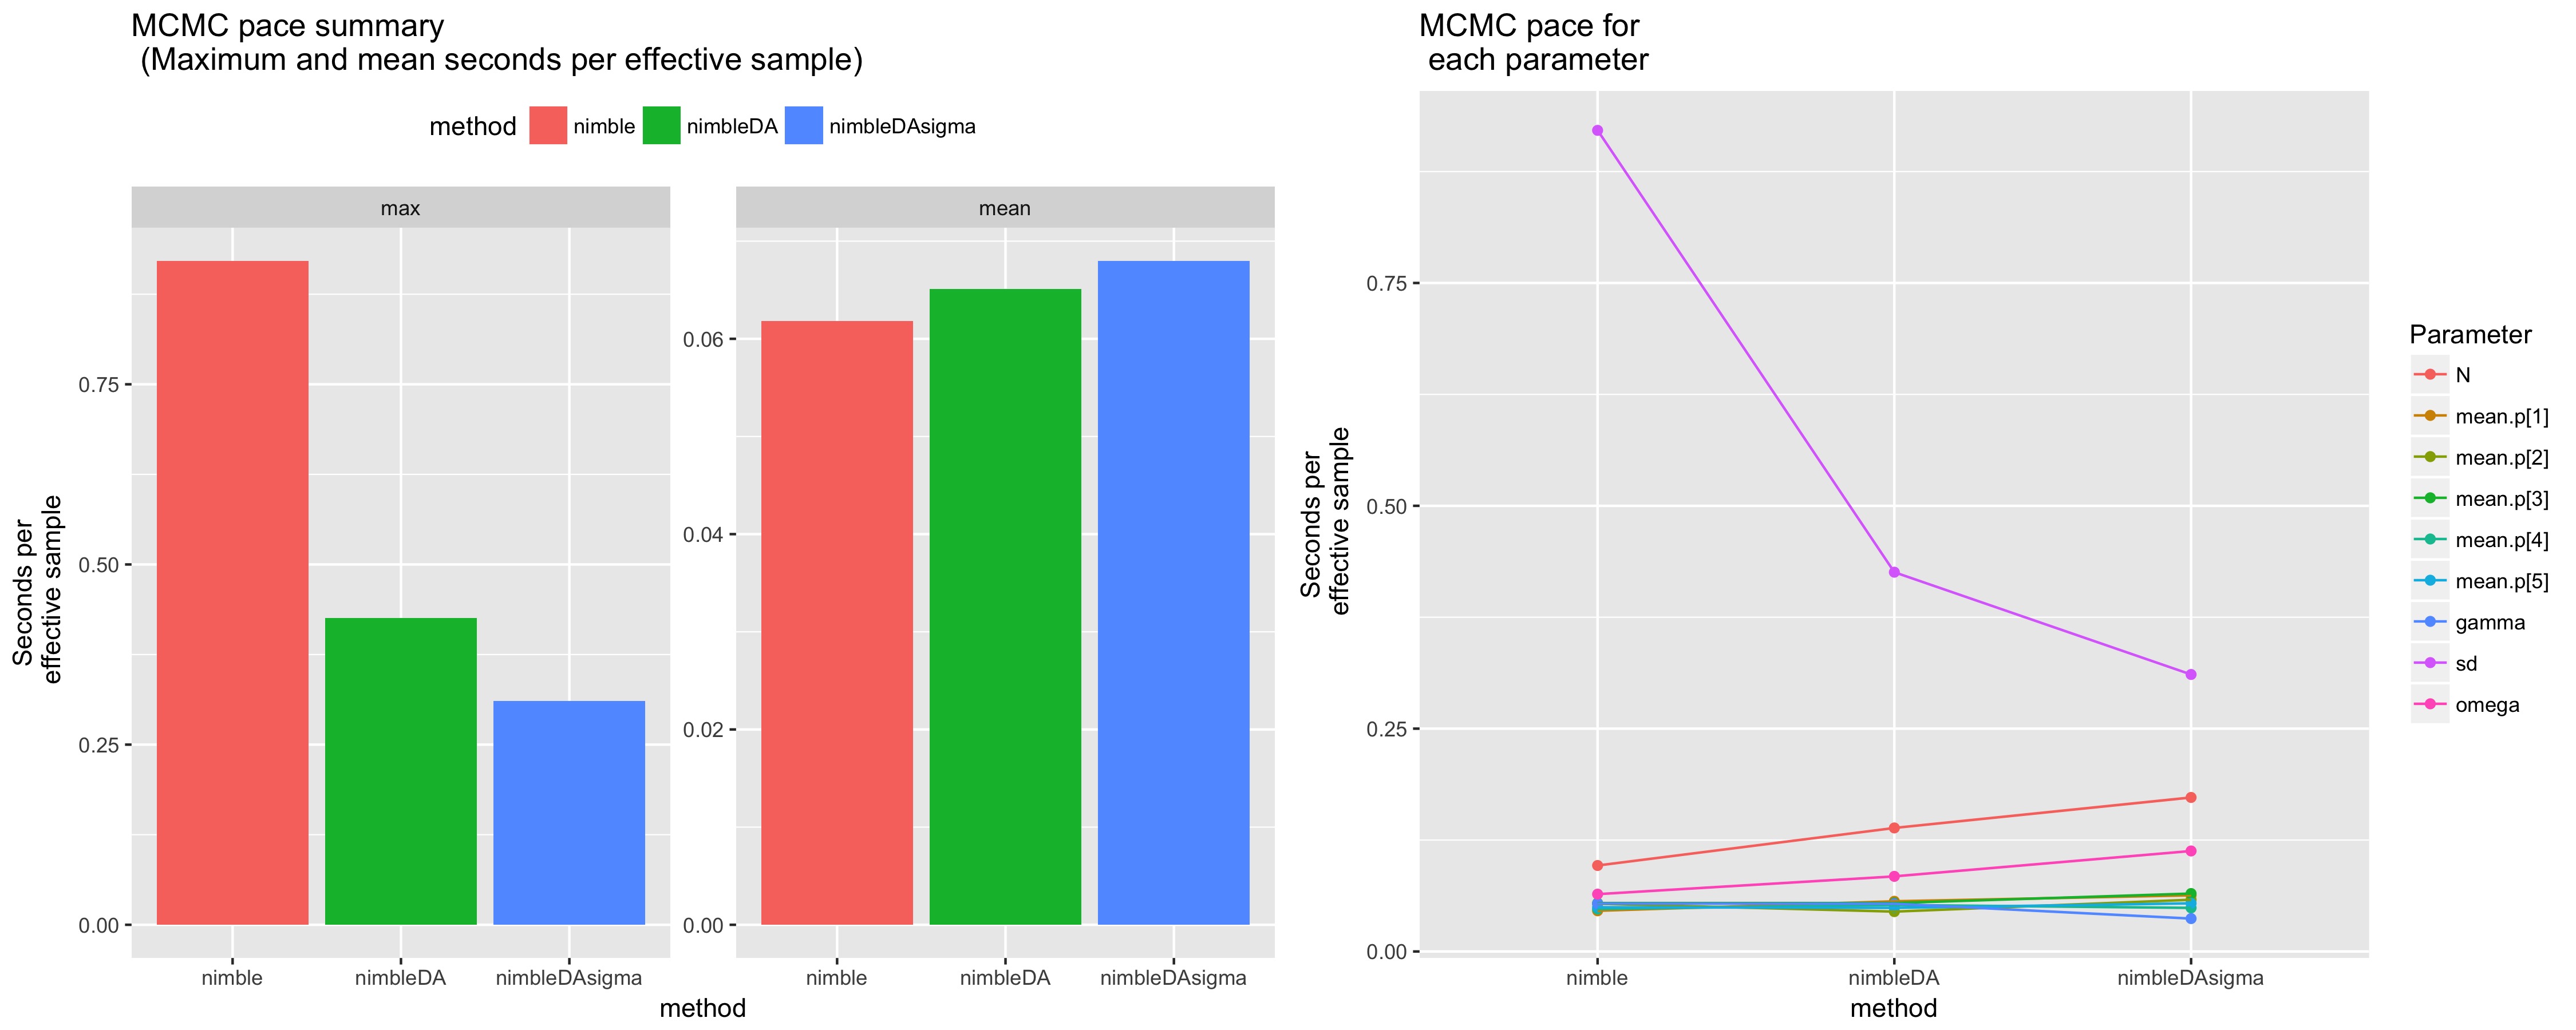 MCMC pace summary
(Maximum and mean seconds per effective sample)
method nimble nimbleDA nimbleDAsigma
max
mean
Seconds per
effective sample
0.75
0.50
0.25
0.00
0.06
0.04
0.02
0.00
nimble nimbleDA nimbleDAsigma
nimble nimbleDA nimbleDAsigma
method
MCMC pace for
each parameter
Seconds per
effective sample
0.75
0.50
0.25
0.00
nimble nimbleDA nimbleDAsigma
method
Parameter
N
mean.p[1]
mean.p[2]
mean.p[3]
mean.p[4]
mean.p[5]
gamma
sd
omega